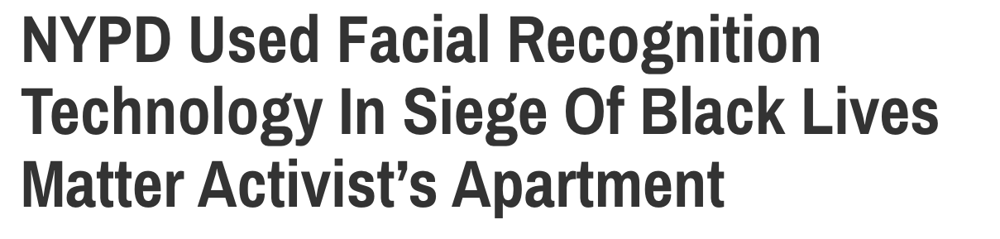 NYPD Used Facial Recognition
Technology In Siege Of Black Lives
Matter Activist’s Apartment